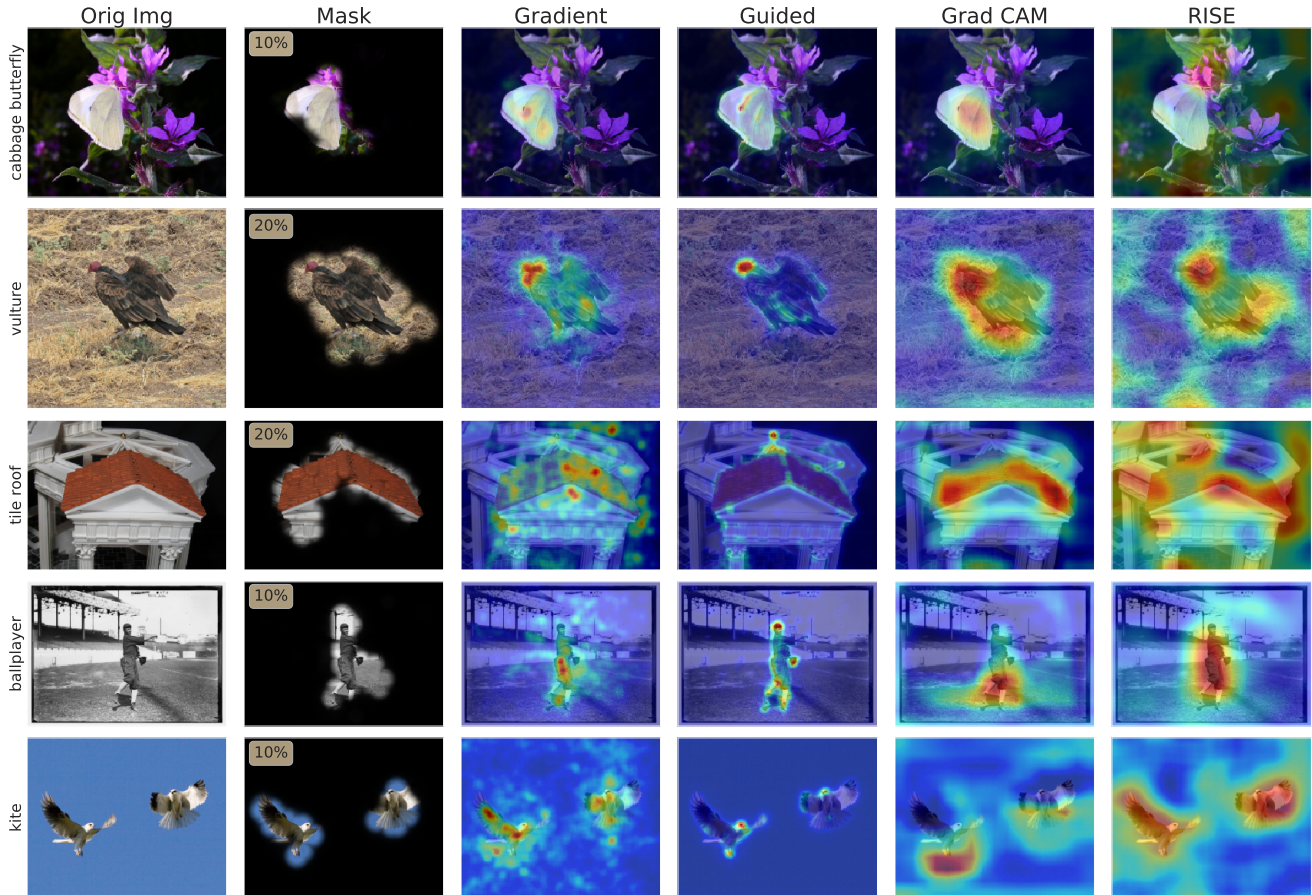 Orig Img Mask Gradient Guided Grad CAM RISE
cabbage butterfly
10%
vulture
20%
tile roof
20%
ballplayer
10%
kite
10%